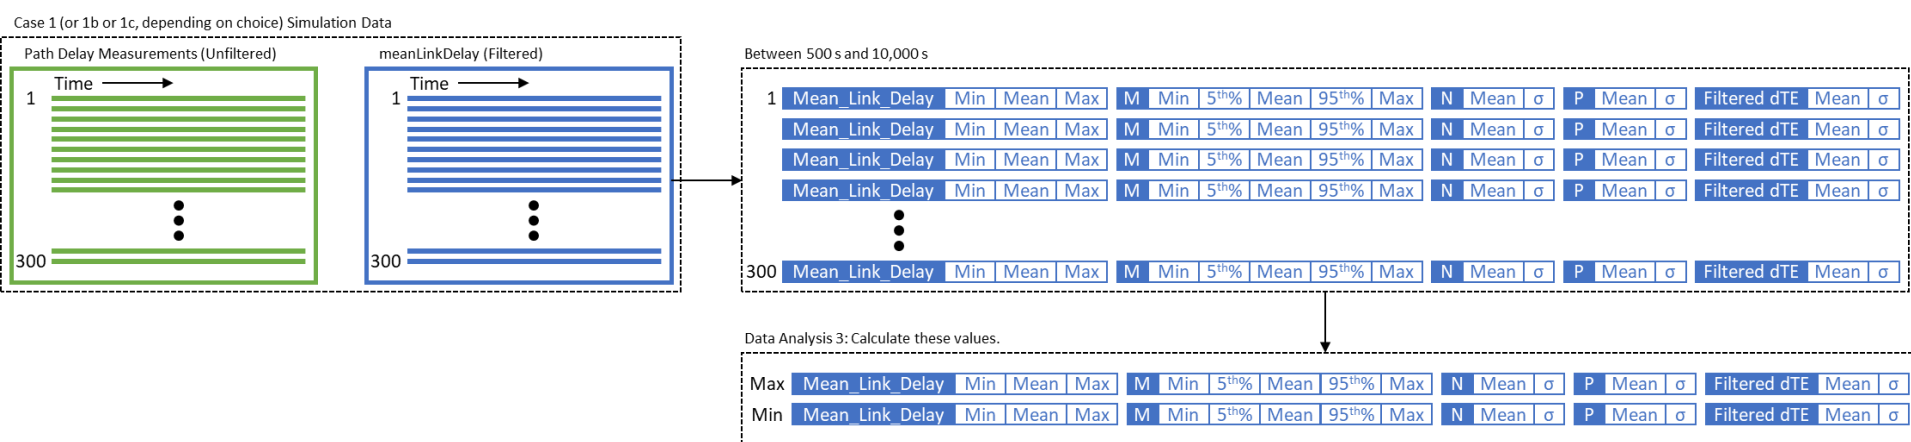 Case 1 (or 1b or 1c, depending on choice) Simulation Data
Path Delay Measurements (Unfiltered)
Time
1
300
meanLinkDelay (Filtered)
Time
1
300
Between 500 s and 10,000 s
1 Mean_Link_Delay Min Mean Max M Min 5th% Mean 95th% Max N Mean σ P Mean σ Filtered dTE Mean σ
Mean_Link_Delay Min Mean Max M Min 5th% Mean 95th% Max N Mean σ P Mean σ Filtered dTE Mean σ
Mean_Link_Delay Min Mean Max M Min 5th% Mean 95th% Max N Mean σ P Mean σ Filtered dTE Mean σ
Mean_Link_Delay Min Mean Max M Min 5th% Mean 95th% Max N Mean σ P Mean σ Filtered dTE Mean σ
300 Mean_Link_Delay Min Mean Max M Min 5th% Mean 95th% Max N Mean σ P Mean σ Filtered dTE Mean σ
Data Analysis 3: Calculate these values.
Max Mean_Link_Delay Min Mean Max M Min 5th% Mean 95th% Max N Mean σ P Mean σ Filtered dTE Mean σ
Min Mean_Link_Delay Min Mean Max M Min 5th% Mean 95th% Max N Mean σ P Mean σ Filtered dTE Mean σ